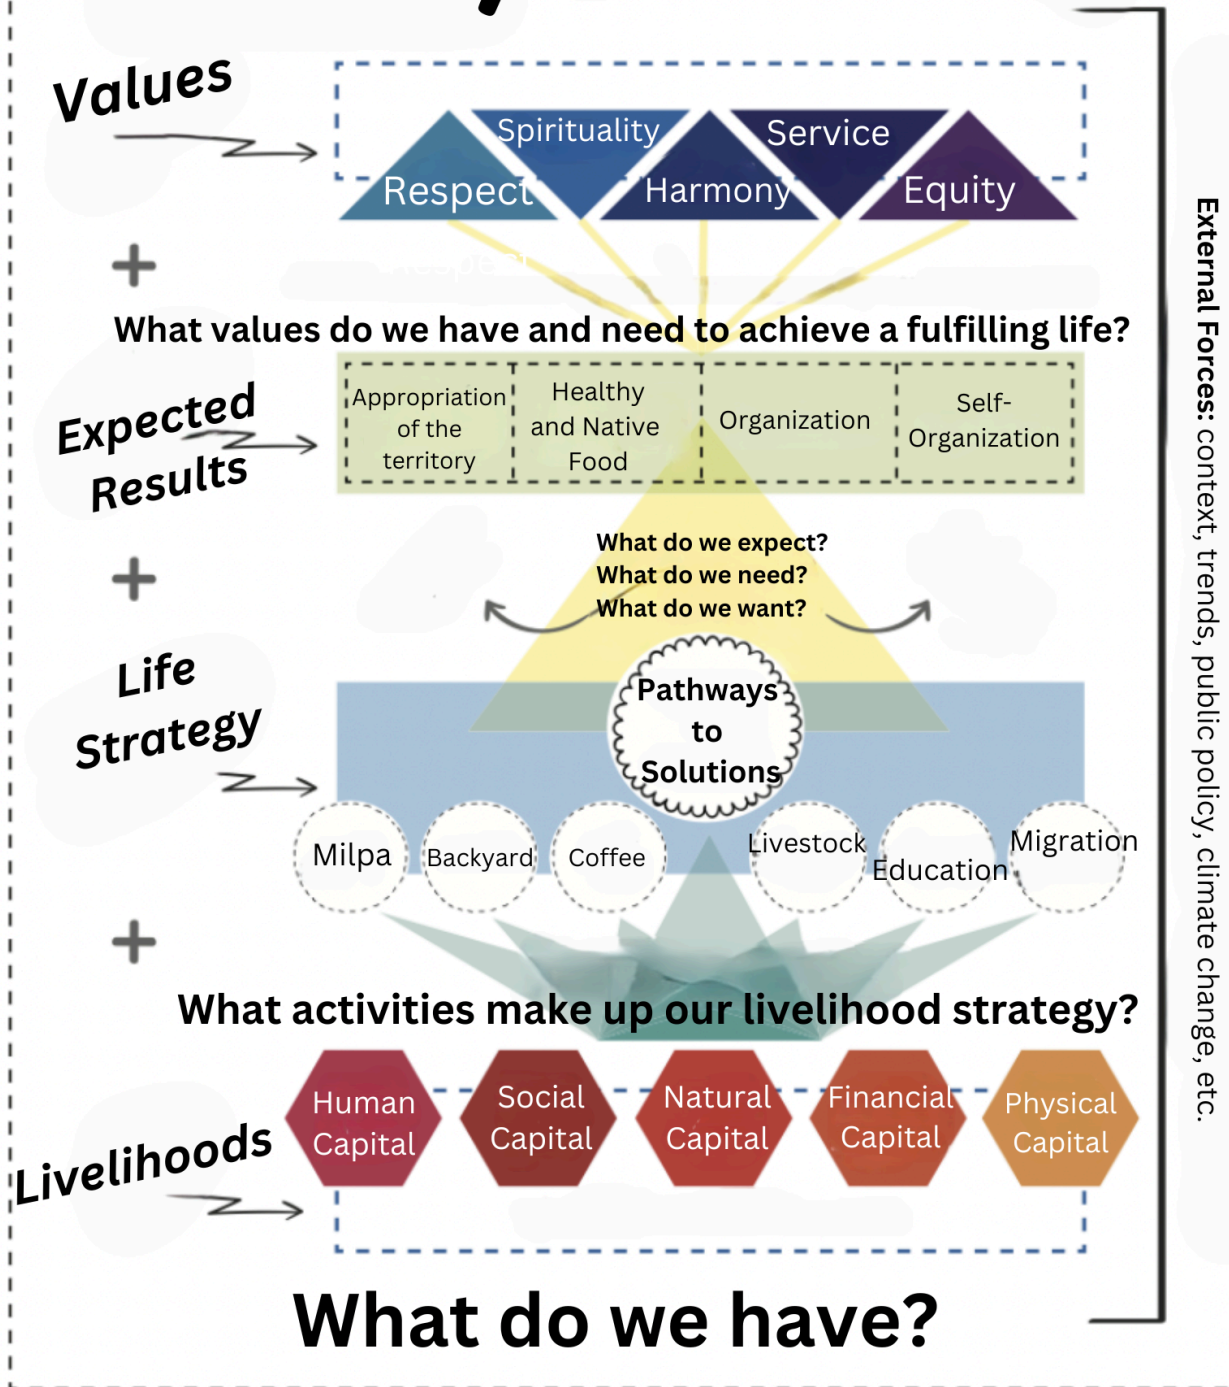 Values
Spirituality
Service
Respect
Harmony
Equity
Respect
What values do we have and need to achieve a fulfilling life?
Expected
Results
Appropriation
of the
territory
Healthy
and Native
Food
Organization
Self-
Organization
What do we expect?
What do we need?
What do we want?
Life
Strategy
Pathways
to
Solutions
Milpa
Backyard
Coffee
Livestock
Education
Migration
What activities make up our livelihood strategy?
Livelihoods
Human
Capital
Social
Capital
Natural
Capital
Financial
Capital
Physical
Capital
What do we have?
External Forces: context, trends, public policy, climate change, etc.